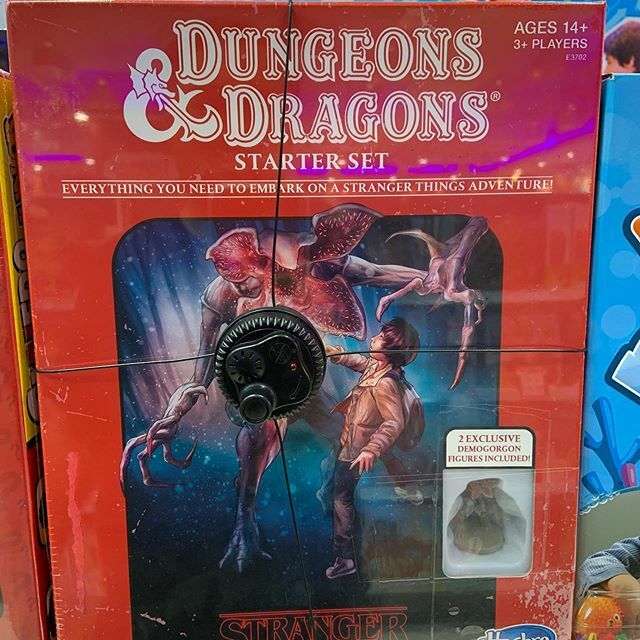 DUNGEONS
& DRAGONS®
AGES 14+
3+ PLAYERS
E3702
STARTER SET
EVERYTHING YOU NEED TO EMBARK ON A STRANGER THINGS ADVENTURE!
2 EXCLUSIVE
DEMOGORGON
FIGURES INCLUDED!
STRANGER
Hasbro